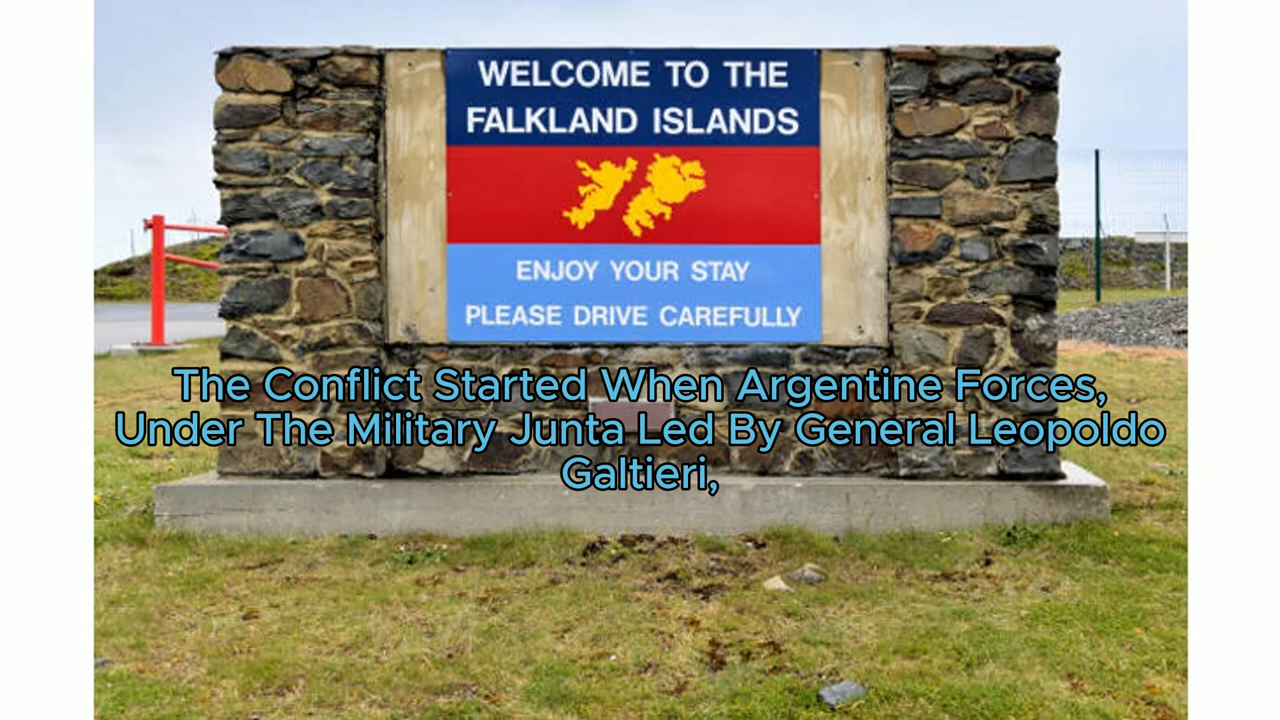 WELCOME TO THE
FALKLAND ISLANDS
ENJOY YOUR STAY
PLEASE DRIVE CAREFULLY
The Conflict Started When Argentine Forces,
Under The Military Junta Led By General Leopoldo
Galtieri,